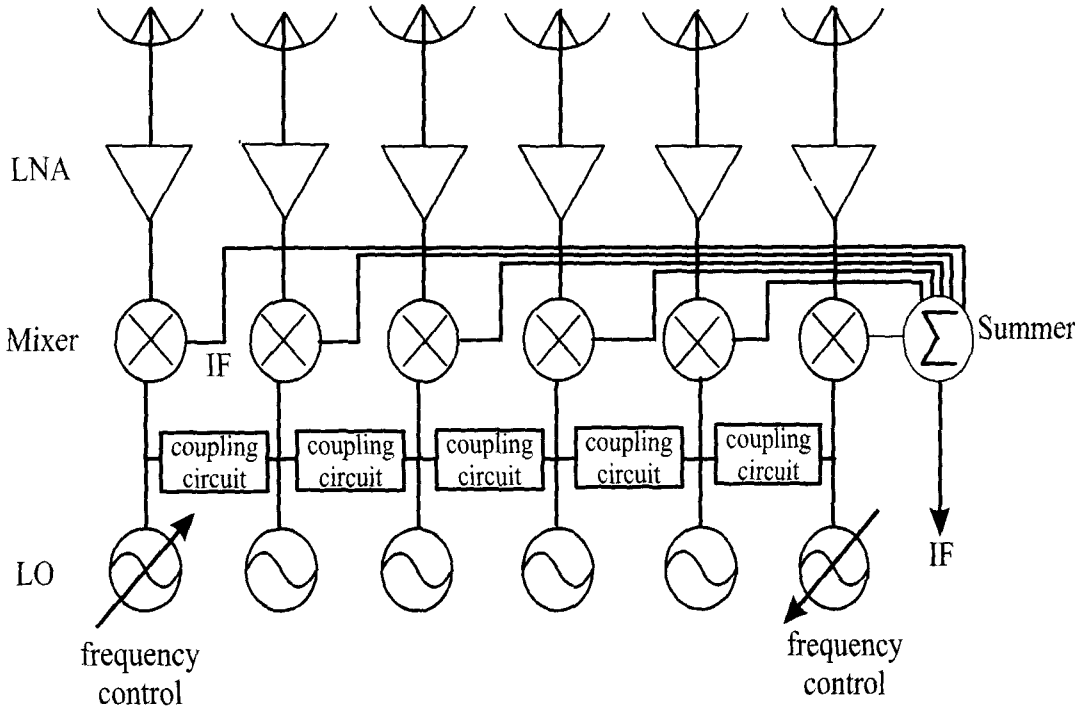 LNA
Mixer
IF
Summer
coupling
circuit
coupling
circuit
coupling
circuit
coupling
circuit
coupling
circuit
LO
IF
frequency
control
frequency
control